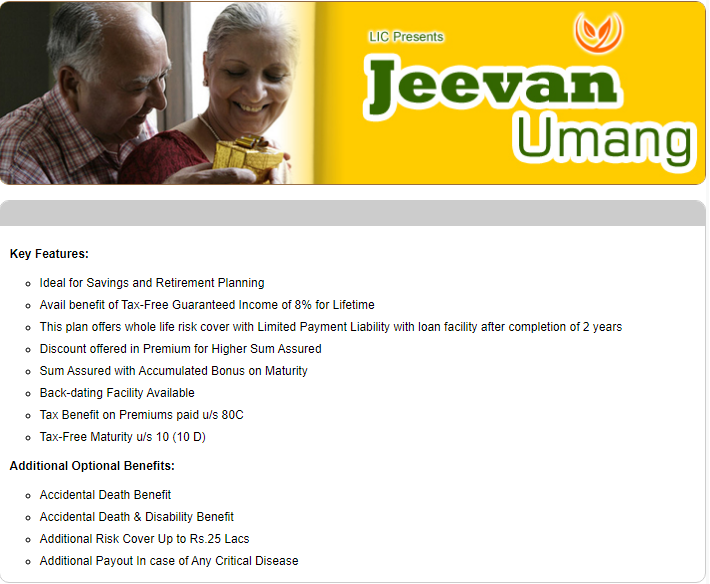 LIC Presents
Jeevan
Umang
Key Features:
Ideal for Savings and Retirement Planning
Avail benefit of Tax-Free Guaranteed Income of 8% for Lifetime
This plan offers whole life risk cover with Limited Payment Liability with loan facility after completion of 2 years
Discount offered in Premium for Higher Sum Assured
Sum Assured with Accumulated Bonus on Maturity
Back-dating Facility Available
Tax Benefit on Premiums paid u/s 80C
Tax-Free Maturity u/s 10 (10 D)
Additional Optional Benefits:
Accidental Death Benefit
Accidental Death & Disability Benefit
Additional Risk Cover Up to Rs.25 Lacs
Additional Payout In case of Any Critical Disease